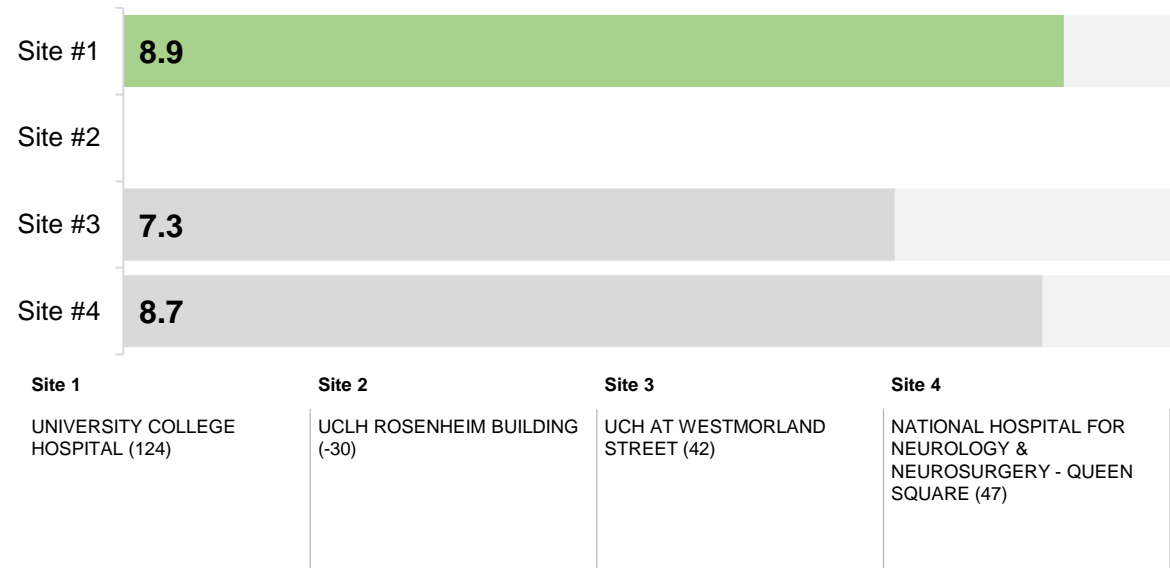 Site #1 8.9
Site #2
Site #3 7.3
Site #4 8.7
Site 1
UNIVERSITY COLLEGE
HOSPITAL (124)
Site 2
UCLH ROSENHEIM BUILDING
(-30)
Site 3
UCH AT WESTMORLAND
STREET (42)
Site 4
NATIONAL HOSPITAL FOR
NEUROLOGY &
NEUROSURGERY - QUEEN
SQUARE (47)